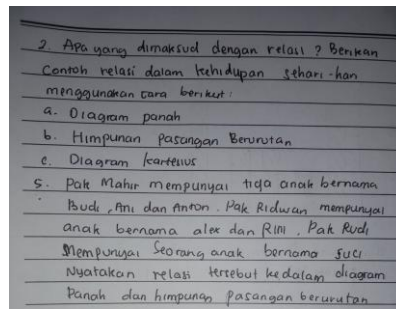 2. Apa yang dimaksud dengan relasi ? Berikan
Contoh relasi dalam kehidupan sehari-hari
menggunakan cara berikut :
a. Diagram panah
b. Himpunan Pasangan Berurutan
c. Diagram kartelius
5. Pak Mahir mempunyai tiga anak bernama
Budi, Ani dan Anton. Pak Ridwan mempunyai
anak bernama alex dan RINI, Pak Rudi
Mempunyai Seorang anak bernama Suci
Nyatakan relasi tersebut kedalam diagram
Panah dan himpunan pasangan berurutan